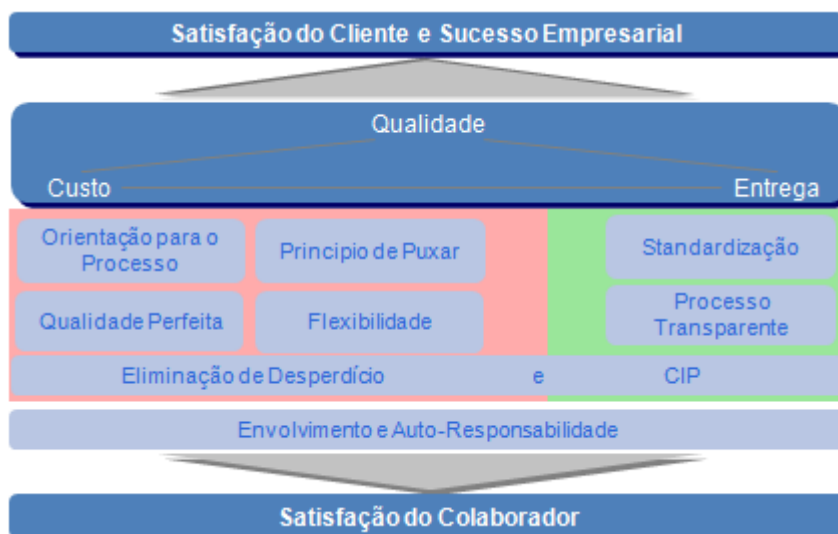 Satisfação do Cliente e Sucesso Empresarial
Qualidade
Custo
Entrega
Orientação para o
Processo
Principio de Puxar
Standardização
Qualidade Perfeita
Flexibilidade
Processo
Transparente
Eliminação de Desperdício e CIP
Envolvimento e Auto-Responsabilidade
Satisfação do Colaborador